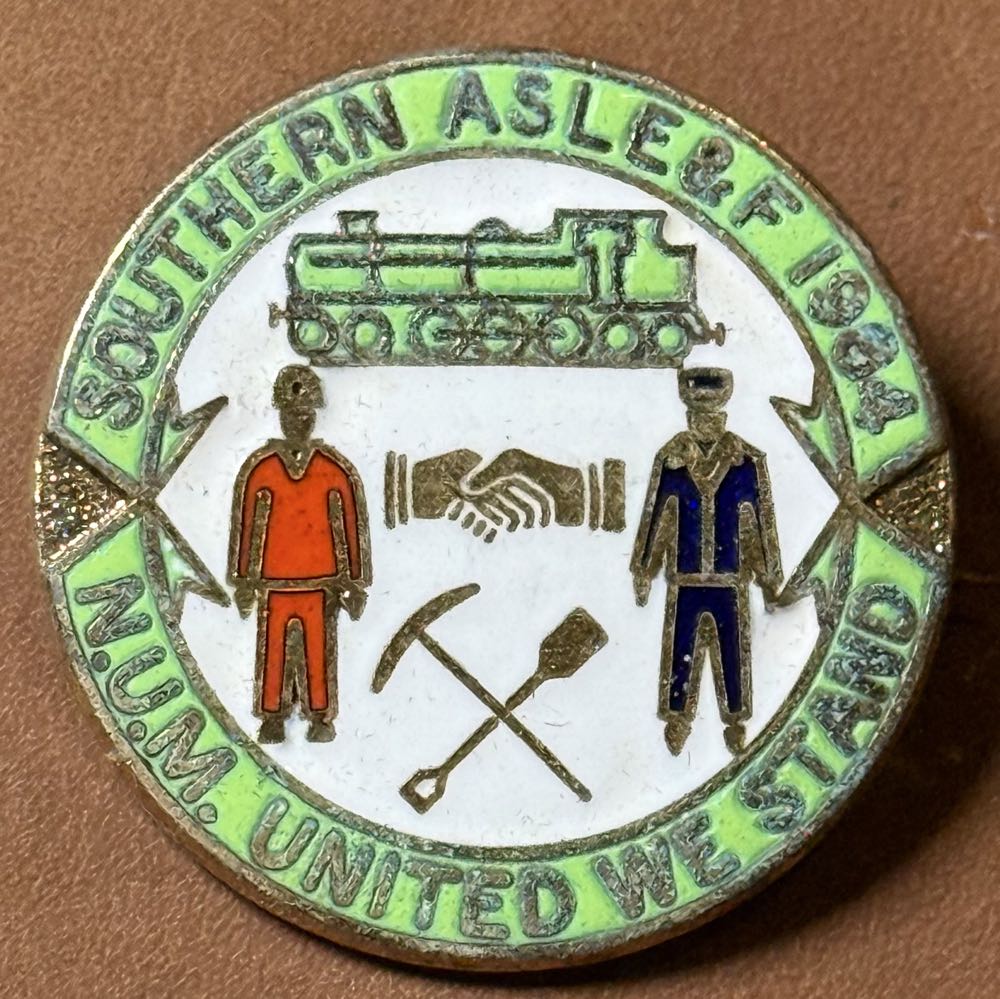 SOUTHERN ASLE&F 1984
N.U.M. UNITED WE STAND